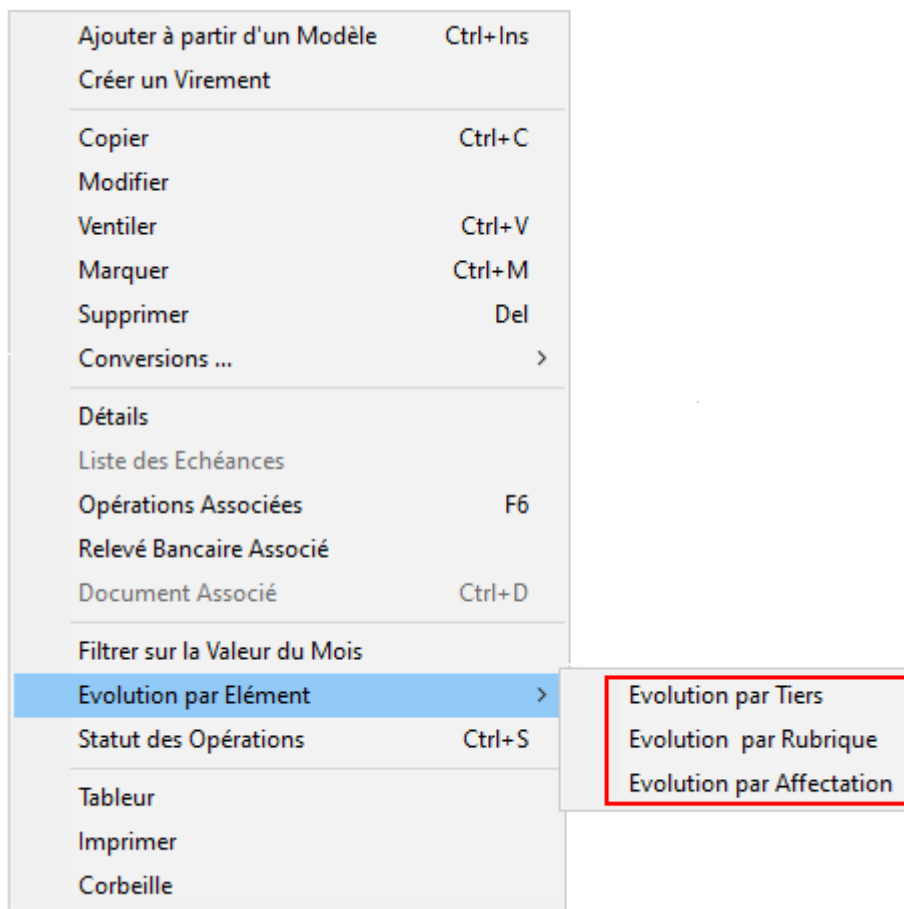 Ajouter à partir d'un Modèle Ctrl+Ins
Créer un Virement
Copier Ctrl+C
Modifier
Ventiler Ctrl+V
Marquer Ctrl+M
Supprimer Del
Conversions ...
Détails
Liste des Echéances
Opérations Associées F6
Relevé Bancaire Associé
Document Associé Ctrl+D
Filtrer sur la Valeur du Mois
Evolution par Elément
Evolution par Tiers
Statut des Opérations Ctrl+S
Evolution par Rubrique
Evolution par Affectation
Tableur
Imprimer
Corbeille